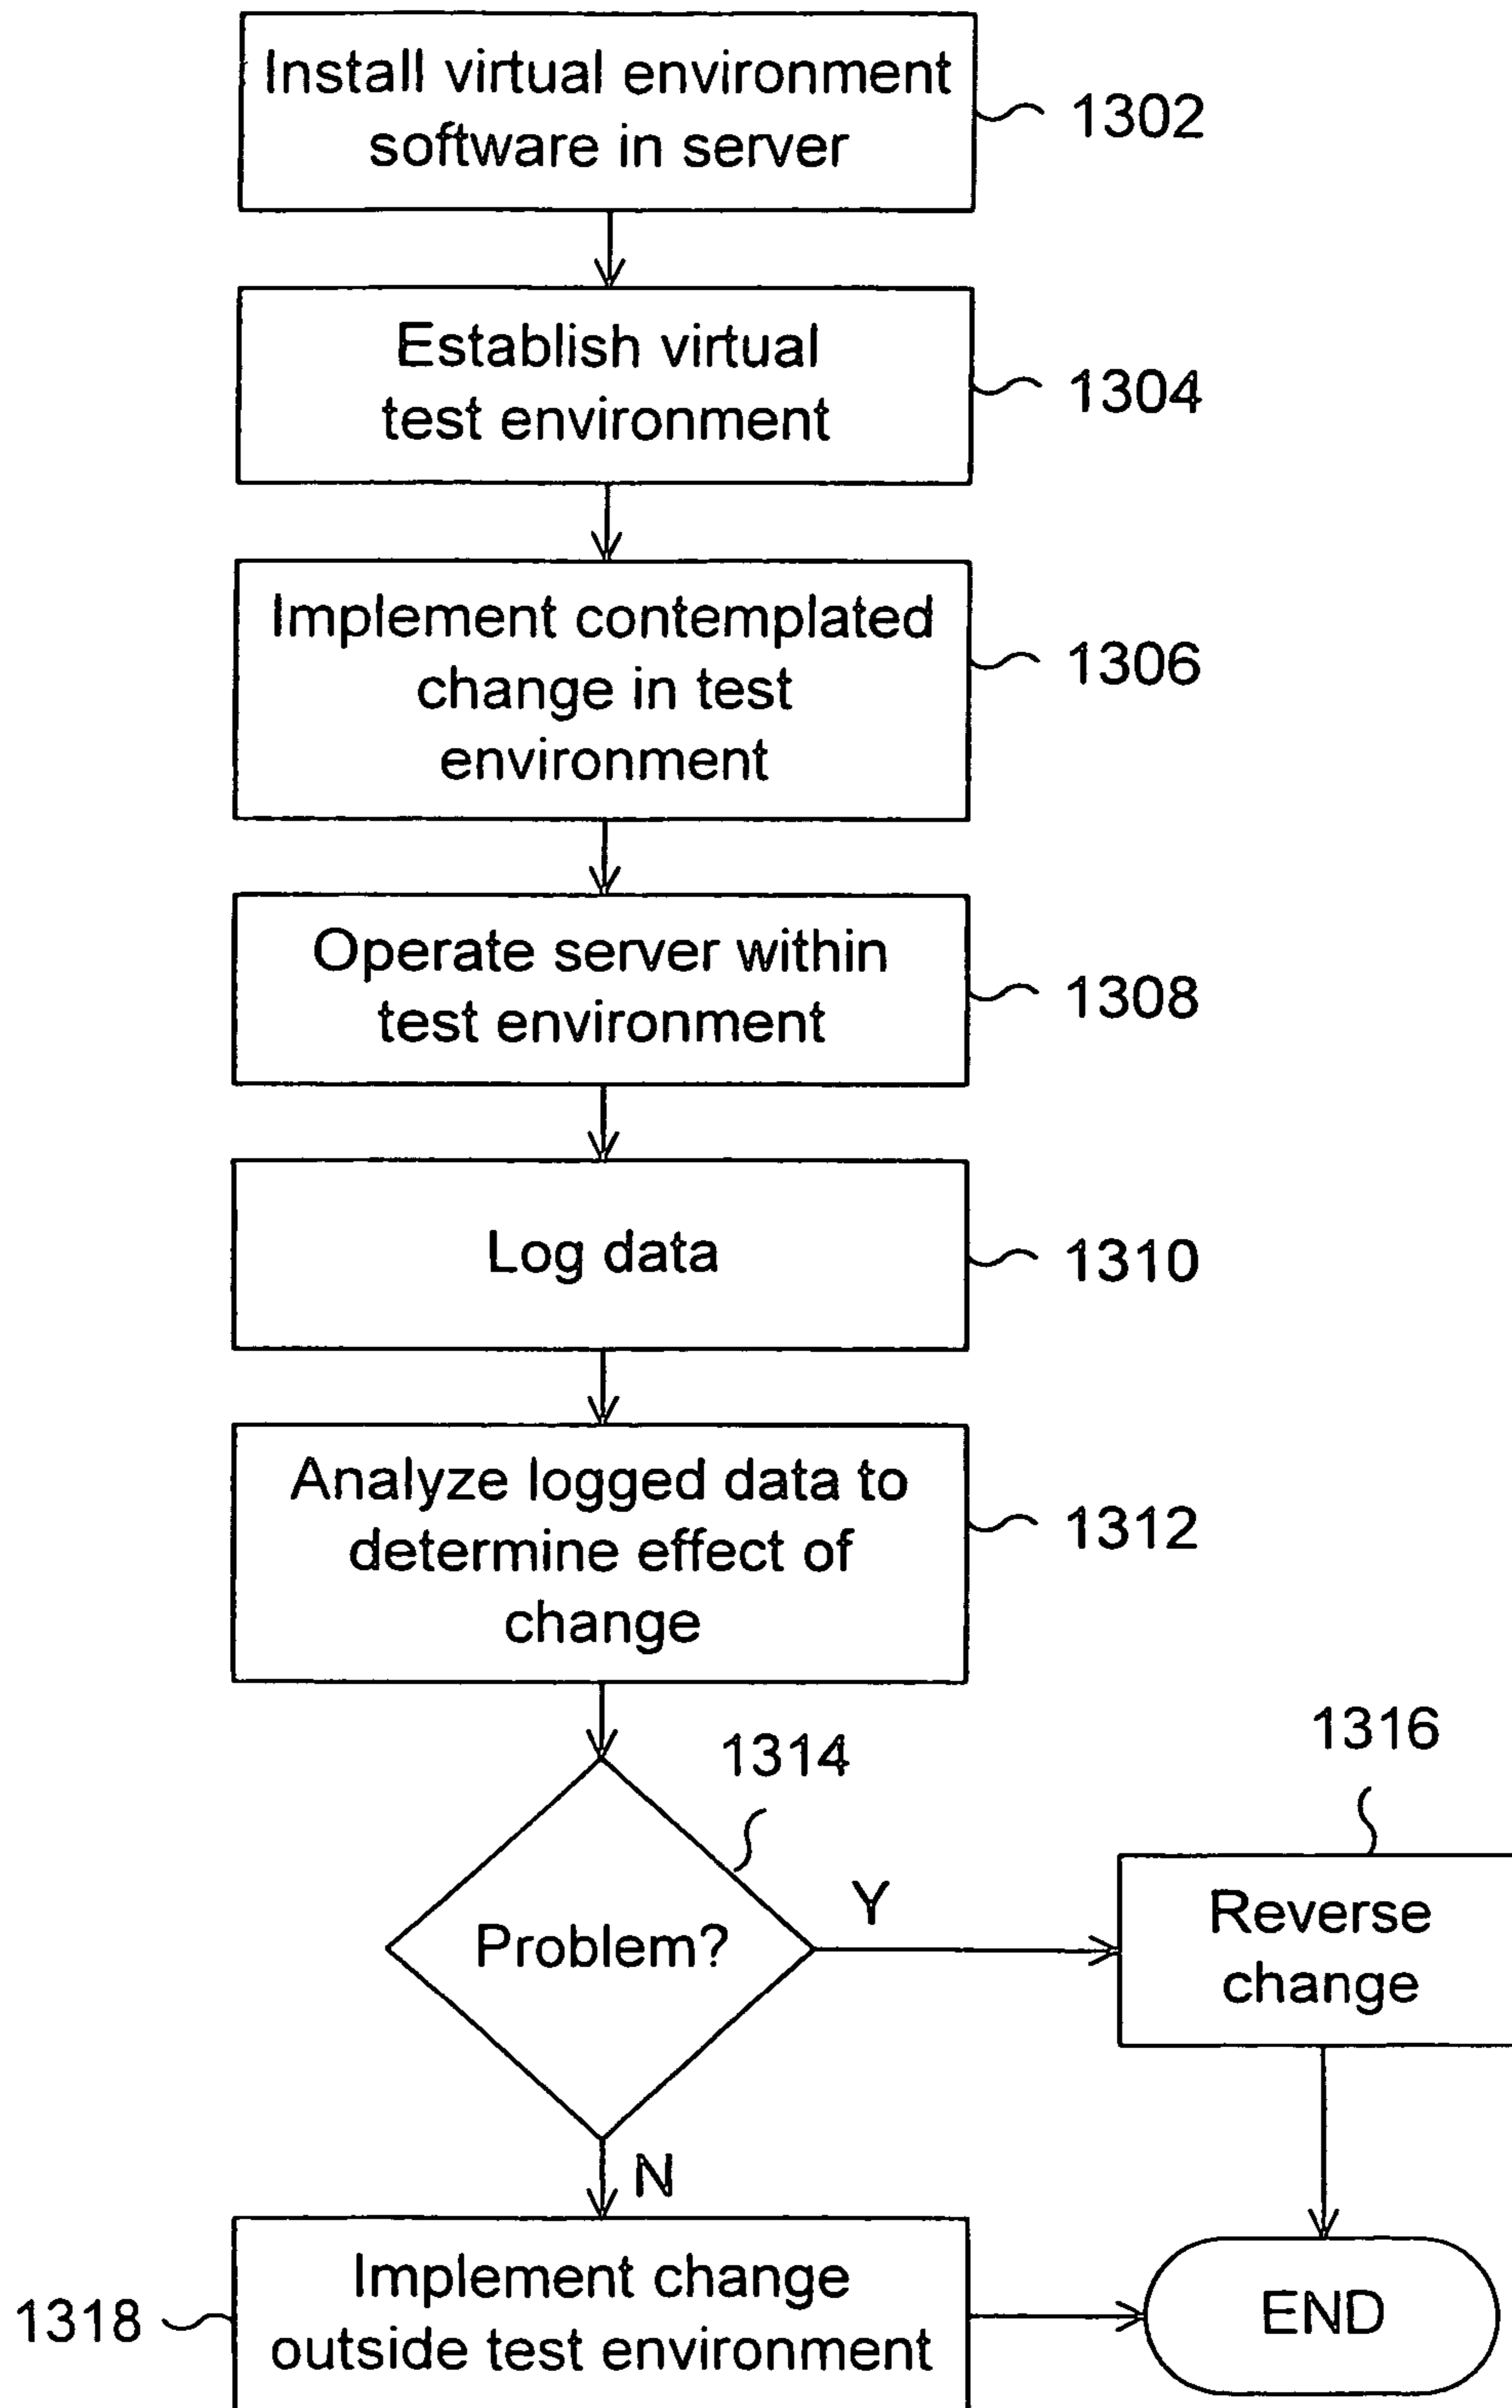 Install virtual environment
software in server
1302
Establish virtual
test environment
1304
Implement contemplated
change in test
environment
1306
Operate server within
test environment
1308
Log data
1310
Analyze logged data to
determine effect of
change
1312
1314
Problem?
Y
1316
Reverse
change
N
1318
Implement change
outside test environment
END